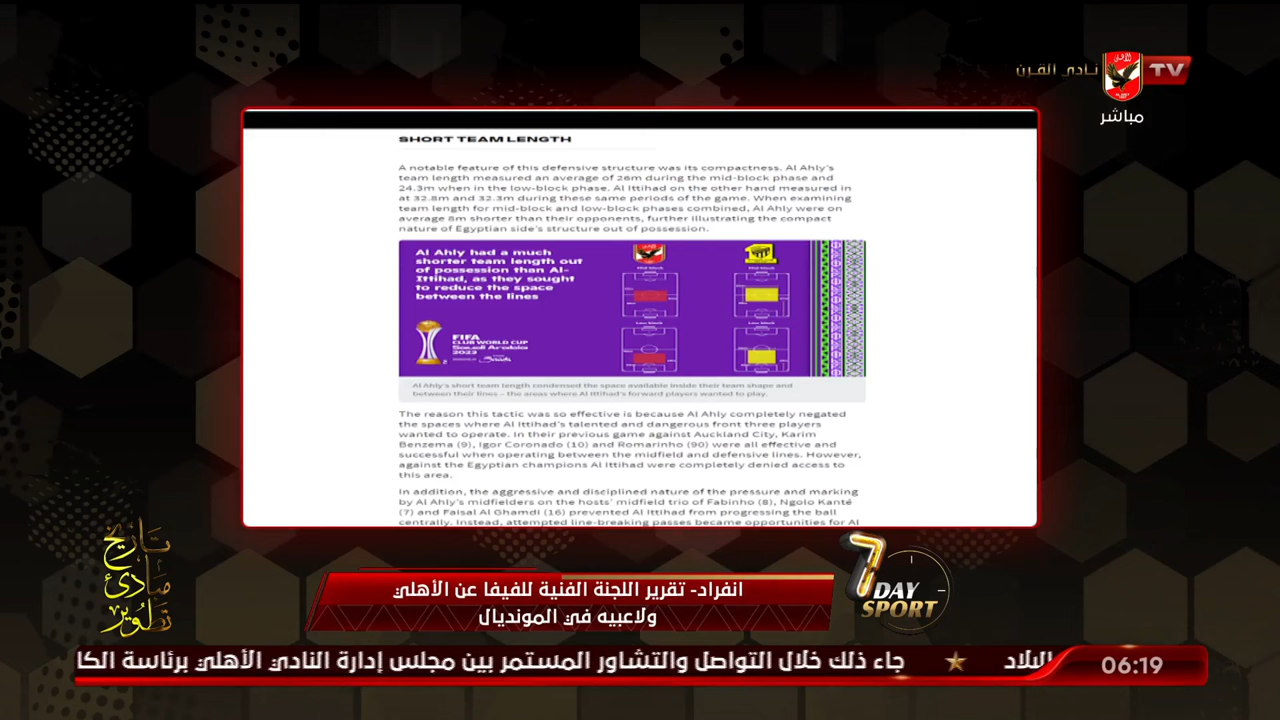 نادي القرن
TV
مباشر
SHORT TEAM LENGTH
A notable feature of this defensive structure was its compactness. Al Ahly's
team length measured an average of 26m during the mid-block phase and
24.3m when in the low-block phase. Al Ittihad on the other hand measured in
at 32.8m and 32.3m during these same periods of the game. When examining
team length for mid-block and low-block phases combined, Al Ahly were on
average 8m shorter than their opponents, further illustrating the compact
nature of Egyptian side's structure out of possession.
Al Ahly had a much
shorter team length out
of possession than Al-
Ittihad, as they sought
to reduce the space
between the lines
Mid block
Mid block
Low block
Low block
FIFA
CLUB WORLD CUP
Saudi Arabia
2023
Al Ahly's short team length condensed the space available inside their team shape and
between their lines – the areas where Al Ittihad's forward players wanted to play.
The reason this tactic was so effective is because Al Ahly completely negated
the spaces where Al Ittihad's talented and dangerous front three players
wanted to operate. In their previous game against Auckland City, Karim
Benzema (9), Igor Coronado (10) and Romarinho (90) were all effective and
successful when operating between the midfield and defensive lines. However,
against the Egyptian champions Al Ittihad were completely denied access to
this area.
In addition, the aggressive and disciplined nature of the pressure and marking
by Al Ahly's midfielders on the hosts' midfield trio of Fabinho (8), Ngolo Kanté
(7) and Faisal Al Ghamdi (16) prevented Al Ittihad from progressing the ball
centrally. Instead, attempted line-breaking passes became opportunities for Al
تاريخ
مبادئ
تطوير
انفراد- تقرير اللجنة الفنية للفيفا عن الأهلي
ولاعبيه في المونديال
7
DAY
SPORT
البلاد ★ جاء ذلك خلال التواصل والتشاور المستمر بين مجلس إدارة النادي الأهلي برئاسة الكا
06:19